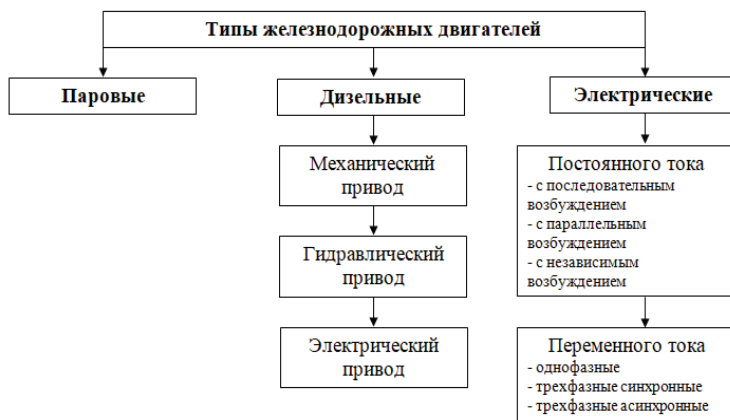 Типы железнодорожных двигателей
Паровые
Дизельные
Электрические
Механический
привод
Гидравлический
привод
Электрический
привод
Постоянного тока
- с последовательным
возбуждением
- с параллельным
возбуждением
- с независимым
возбуждением
Переменного тока
- однофазные
- трехфазные синхронные
- трехфазные асинхронные